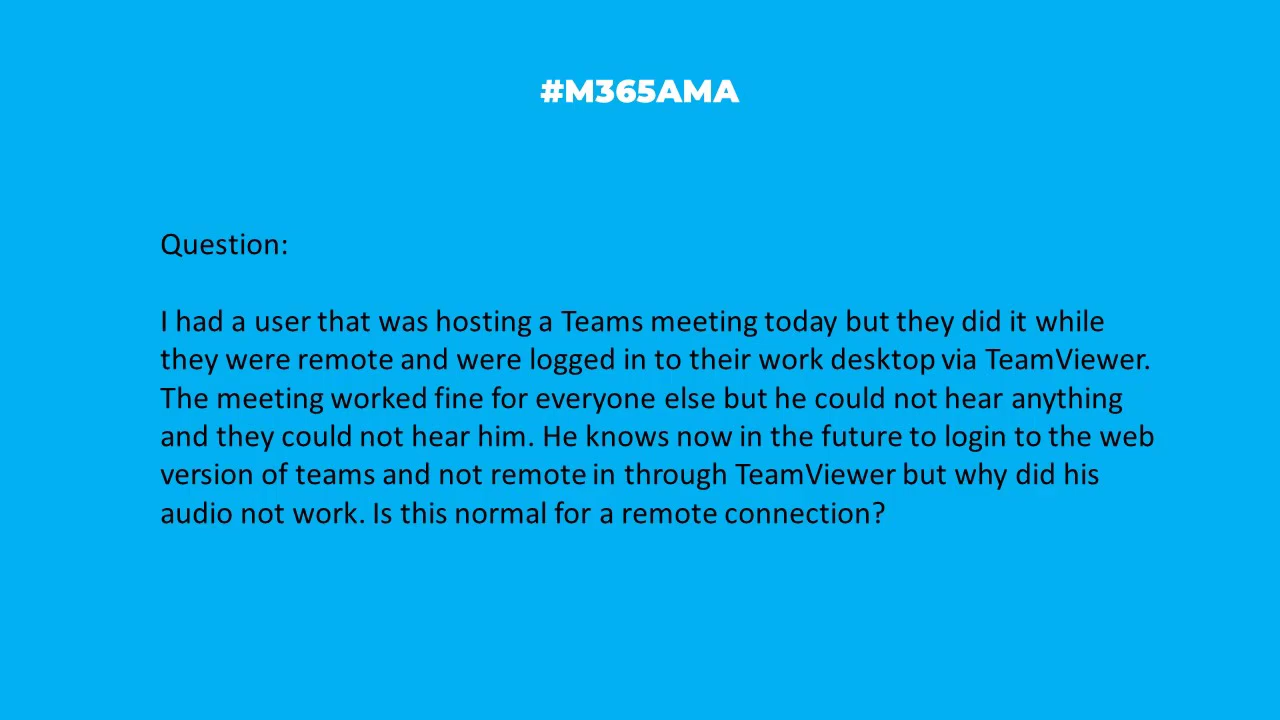 #M365AMA
Question:
I had a user that was hosting a Teams meeting today but they did it while
they were remote and were logged in to their work desktop via TeamViewer.
The meeting worked fine for everyone else but he could not hear anything
and they could not hear him. He knows now in the future to login to the web
version of teams and not remote in through TeamViewer but why did his
audio not work. Is this normal for a remote connection?